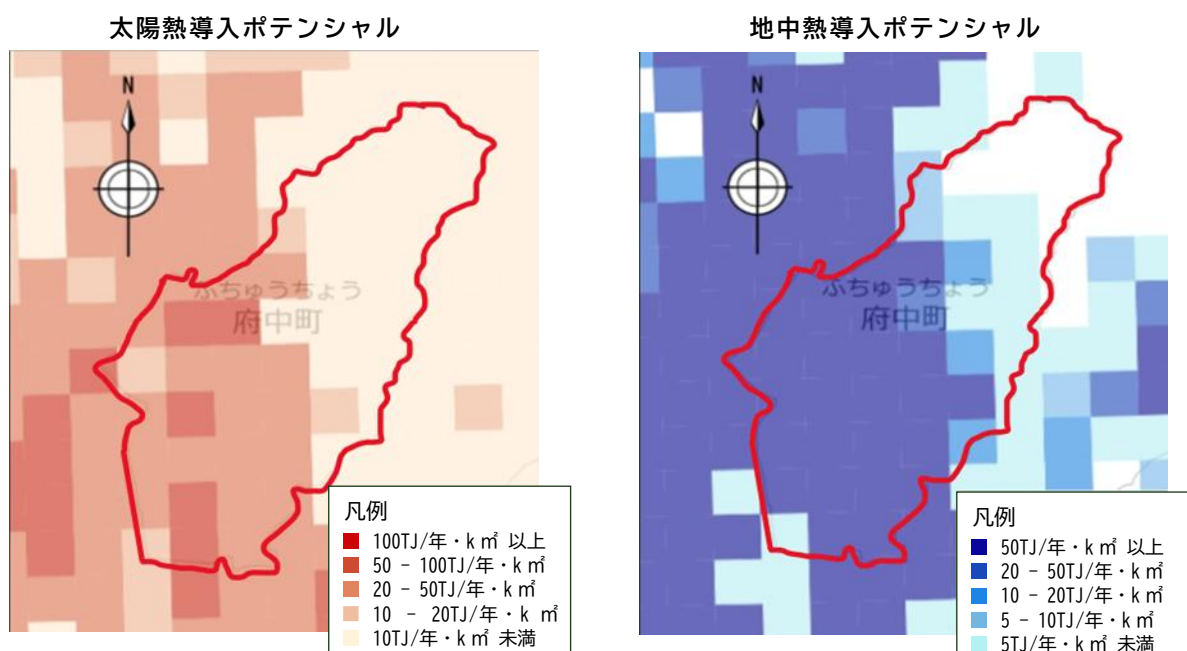 太陽熱導入ポテンシャル
N
ふちゅうちょう
府中町
凡例
100TJ/年・k㎡ 以上
50 - 100TJ/年・k㎡
20 - 50TJ/年・k㎡
10 - 20TJ/年・k㎡
10TJ/年・k㎡ 未満
地中熱導入ポテンシャル
N
ふちゅうちょう
府中町
凡例
50TJ/年・k㎡ 以上
20 - 50TJ/年・k㎡
10 - 20TJ/年・k㎡
5 - 10TJ/年・k㎡
5TJ/年・k㎡ 未満